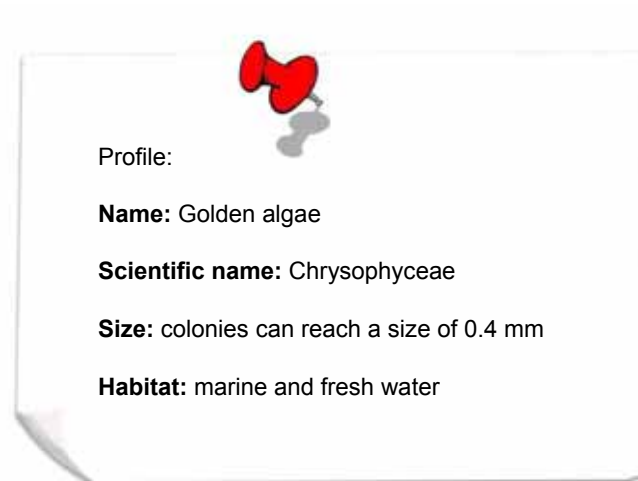 Profile:
Name: Golden algae
Scientific name: Chrysophyceae
Size: colonies can reach a size of 0.4 mm
Habitat: marine and fresh water